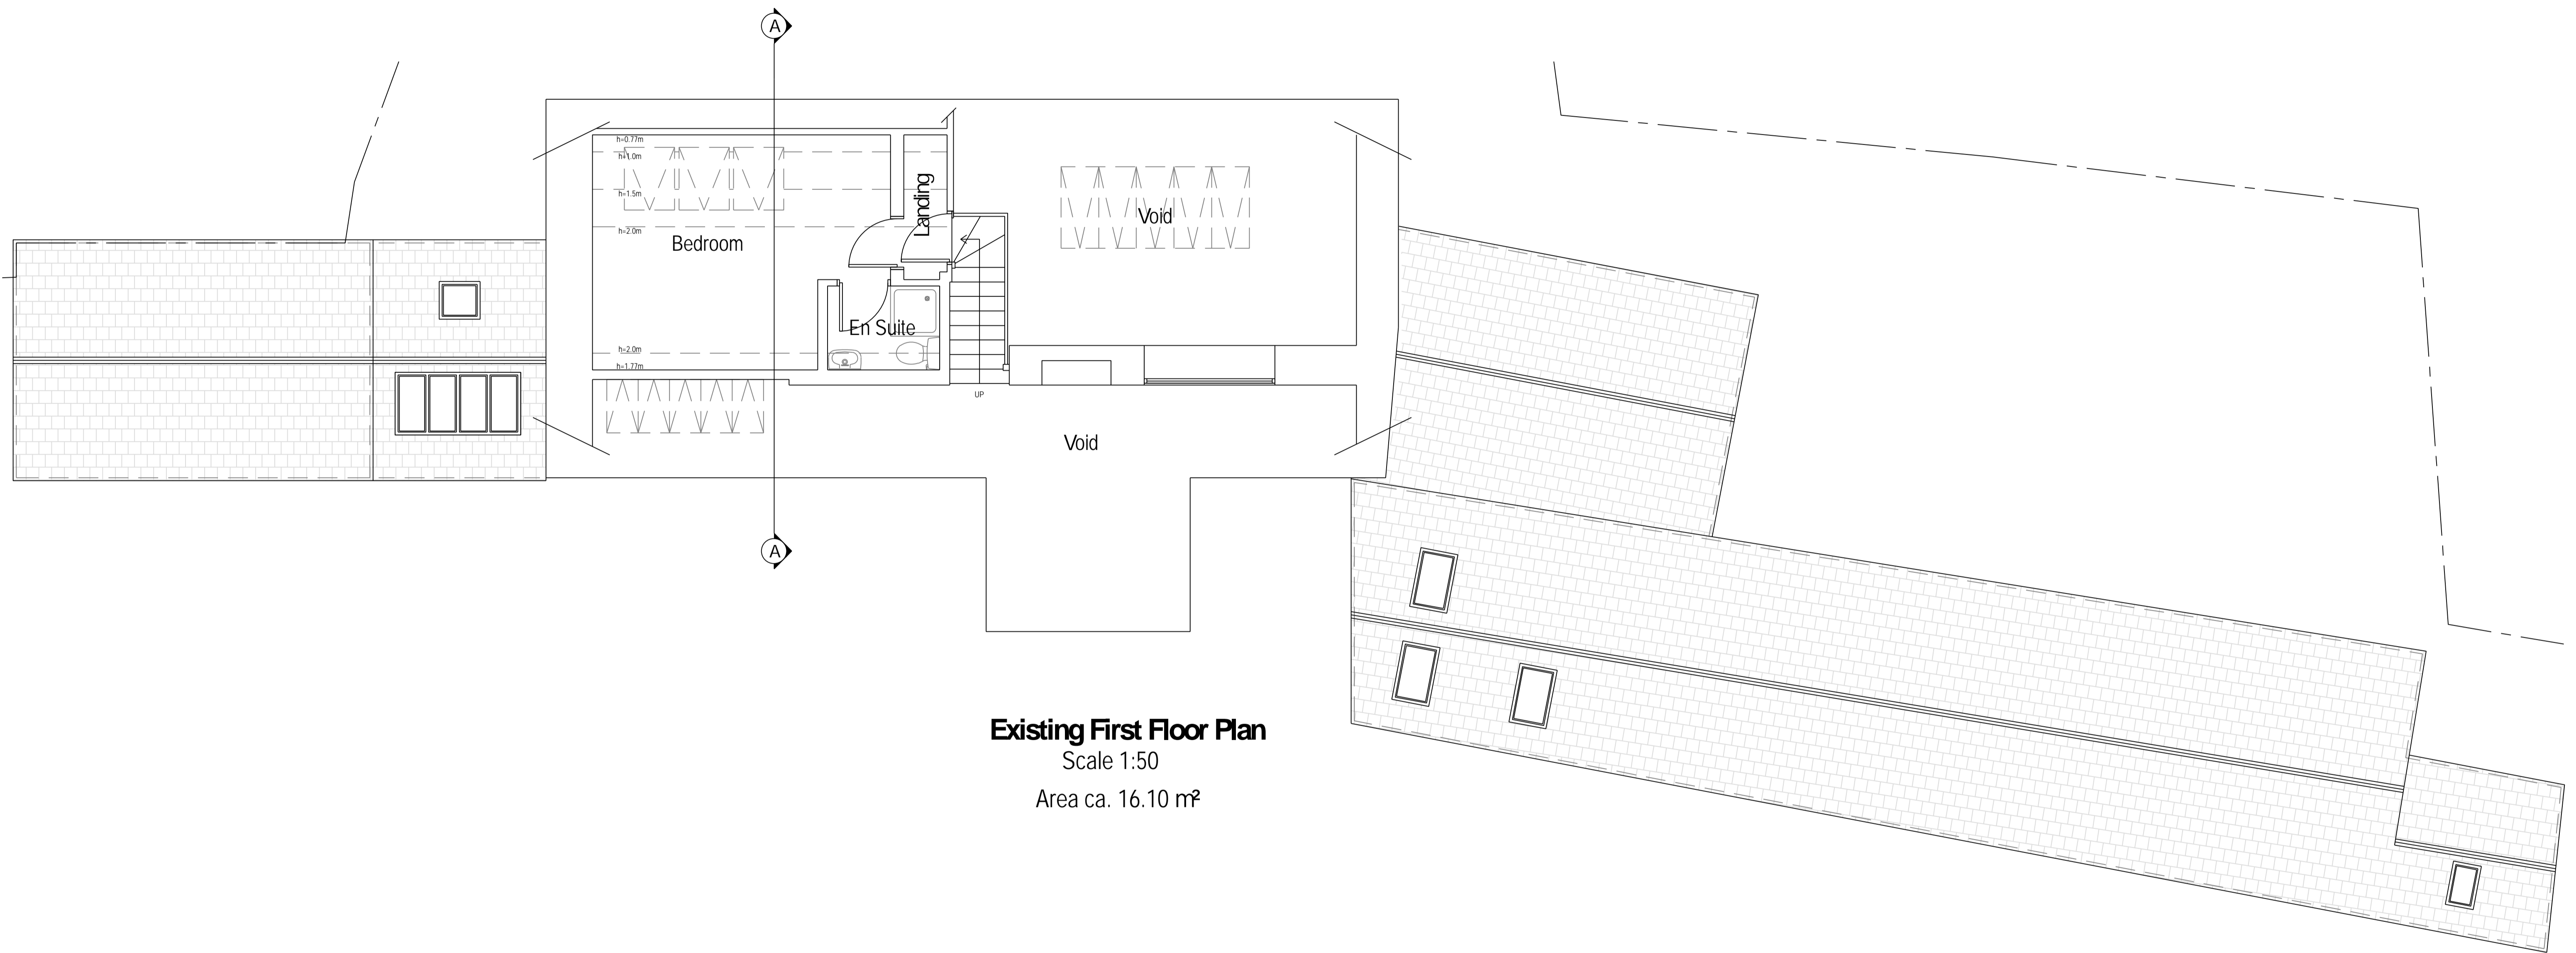 A
h=0.77m
h=1.0m
h=1.5m
h=2.0m
Bedroom
Landing
Void
En Suite
h=2.0m
h=1.77m
UP
Void
A
Existing First Floor Plan
Scale 1:50
Area ca. 16.10 m²